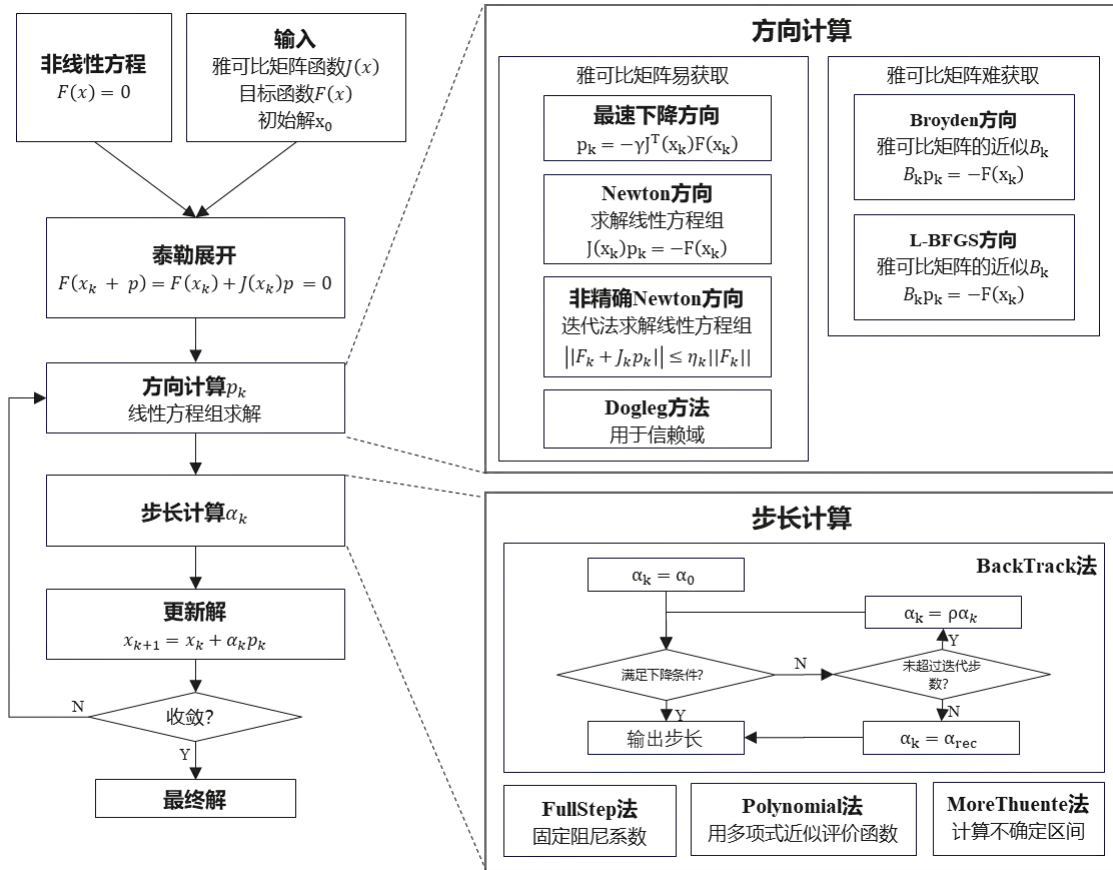 非线性方程
F(x) = 0
输入
雅可比矩阵函数J(x)
目标函数F(x)
初始解x₀
泰勒展开
F(xₖ + p) = F(xₖ) + J(xₖ)p = 0
方向计算pₖ
线性方程组求解
步长计算αₖ
更新解
xₖ₊₁ = xₖ + αₖpₖ
收敛?
N
Y
最终解
方向计算
雅可比矩阵易获取
最速下降方向
pₖ = −γJᵀ(xₖ)F(xₖ)
Newton方向
求解线性方程组
J(xₖ)pₖ = −F(xₖ)
非精确Newton方向
迭代法求解线性方程组
||Fₖ + Jₖpₖ|| ≤ ηₖ||Fₖ||
Dogleg方法
用于信赖域
雅可比矩阵难获取
Broyden方向
雅可比矩阵的近似Bₖ
Bₖpₖ = −F(xₖ)
L-BFGS方向
雅可比矩阵的近似Bₖ
Bₖpₖ = −F(xₖ)
步长计算
BackTrack法
αₖ = α₀
αₖ = ραₖ
满足下降条件?
N
Y
未超过迭代步
数?
Y
N
输出步长
αₖ = α_rec
FullStep法
固定阻尼系数
Polynomial法
用多项式近似评价函数
MoreThuente法
计算不确定区间